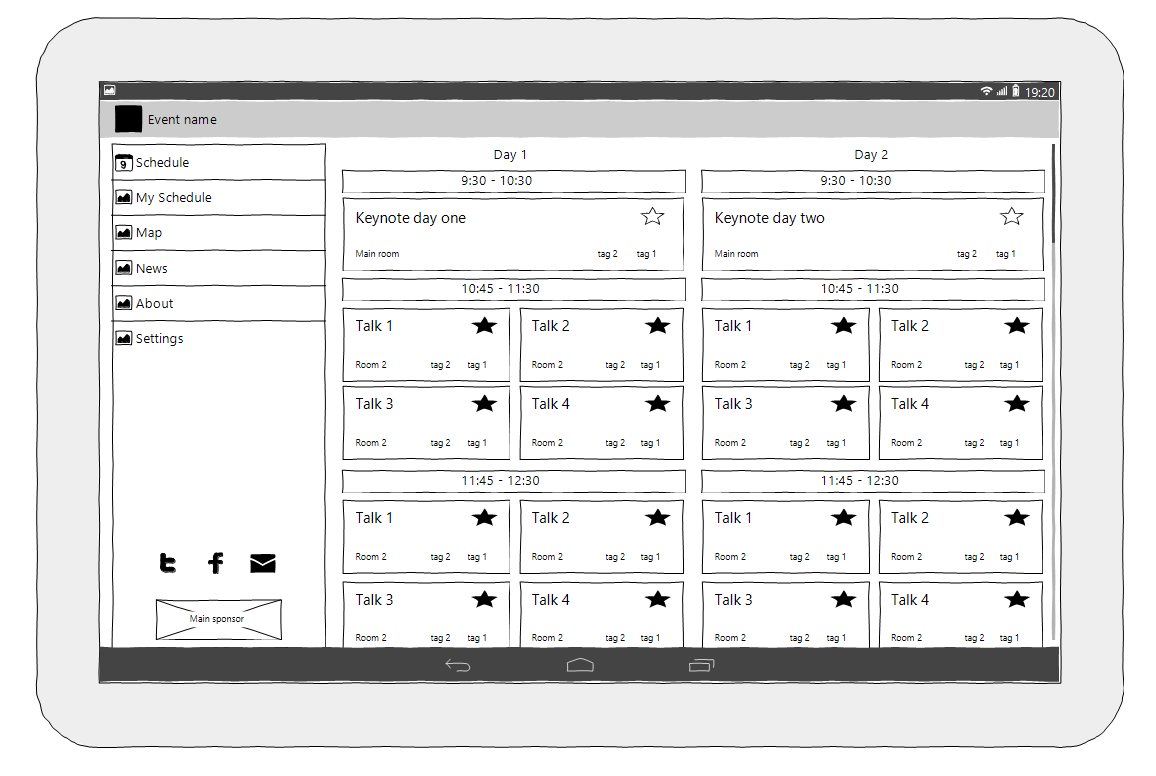 19:20
Event name
9 Schedule
My Schedule
Map
News
About
Settings
t f
Main sponsor
Day 1
9:30 - 10:30
Keynote day one
Main room tag 2 tag 1
10:45 - 11:30
Talk 1 Talk 2
Room 2 tag 2 tag 1 Room 2 tag 2 tag 1
Talk 3 Talk 4
Room 2 tag 2 tag 1 Room 2 tag 2 tag 1
11:45 - 12:30
Talk 1 Talk 2
Room 2 tag 2 tag 1 Room 2 tag 2 tag 1
Talk 3 Talk 4
Room 2 tag 2 tag 1 Room 2 tag 2 tag 1
Day 2
9:30 - 10:30
Keynote day two
Main room tag 2 tag 1
10:45 - 11:30
Talk 1 Talk 2
Room 2 tag 2 tag 1 Room 2 tag 2 tag 1
Talk 3 Talk 4
Room 2 tag 2 tag 1 Room 2 tag 2 tag 1
11:45 - 12:30
Talk 1 Talk 2
Room 2 tag 2 tag 1 Room 2 tag 2 tag 1
Talk 3 Talk 4
Room 2 tag 2 tag 1 Room 2 tag 2 tag 1